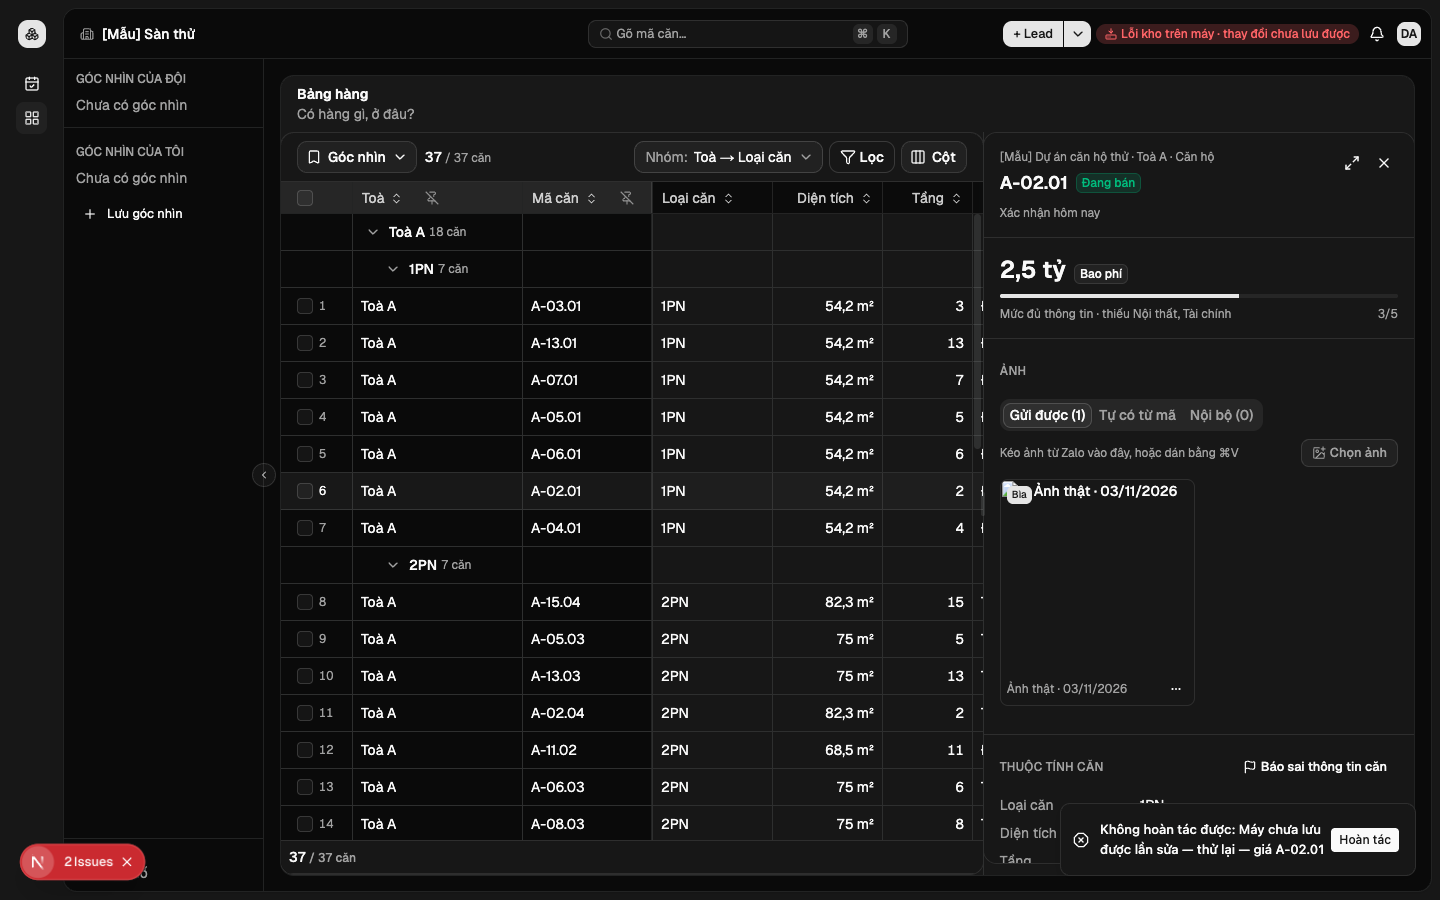 [Mẫu] Sàn thử
Gõ mã căn...
⌘ K
+ Lead
Lỗi kho trên máy · thay đổi chưa lưu được
DA
GÓC NHÌN CỦA ĐỘI
Chưa có góc nhìn
GÓC NHÌN CỦA TÔI
Chưa có góc nhìn
+ Lưu góc nhìn
Bảng hàng
Có hàng gì, ở đâu?
Góc nhìn
37 / 37 căn
Nhóm: Toà → Loại căn
Lọc
Cột
Toà Mã căn Loại căn Diện tích Tầng
Toà A 18 căn
1PN 7 căn
1 Toà A A-03.01 1PN 54,2 m² 3
2 Toà A A-13.01 1PN 54,2 m² 13
3 Toà A A-07.01 1PN 54,2 m² 7
4 Toà A A-05.01 1PN 54,2 m² 5
5 Toà A A-06.01 1PN 54,2 m² 6
6 Toà A A-02.01 1PN 54,2 m² 2
7 Toà A A-04.01 1PN 54,2 m² 4
2PN 7 căn
8 Toà A A-15.04 2PN 82,3 m² 15
9 Toà A A-05.03 2PN 75 m² 5
10 Toà A A-13.03 2PN 75 m² 13
11 Toà A A-02.04 2PN 82,3 m² 2
12 Toà A A-11.02 2PN 68,5 m² 11
13 Toà A A-06.03 2PN 75 m² 6
14 Toà A A-08.03 2PN 75 m² 8
37 / 37 căn
[Mẫu] Dự án căn hộ thử · Toà A · Căn hộ
A-02.01 Đang bán
Xác nhận hôm nay
2,5 tỷ Bao phí
Mức đủ thông tin · thiếu Nội thất, Tài chính 3/5
ẢNH
Gửi được (1) Tự có từ mã Nội bộ (0)
Kéo ảnh từ Zalo vào đây, hoặc dán bằng ⌘V
Chọn ảnh
Bìa
Ảnh thật · 03/11/2026
Ảnh thật · 03/11/2026
THUỘC TÍNH CĂN
Báo sai thông tin căn
Loại căn 1PN
Diện tích
Tầng
Không hoàn tác được: Máy chưa lưu
được lần sửa — thử lại — giá A-02.01
Hoàn tác
N 2 Issues